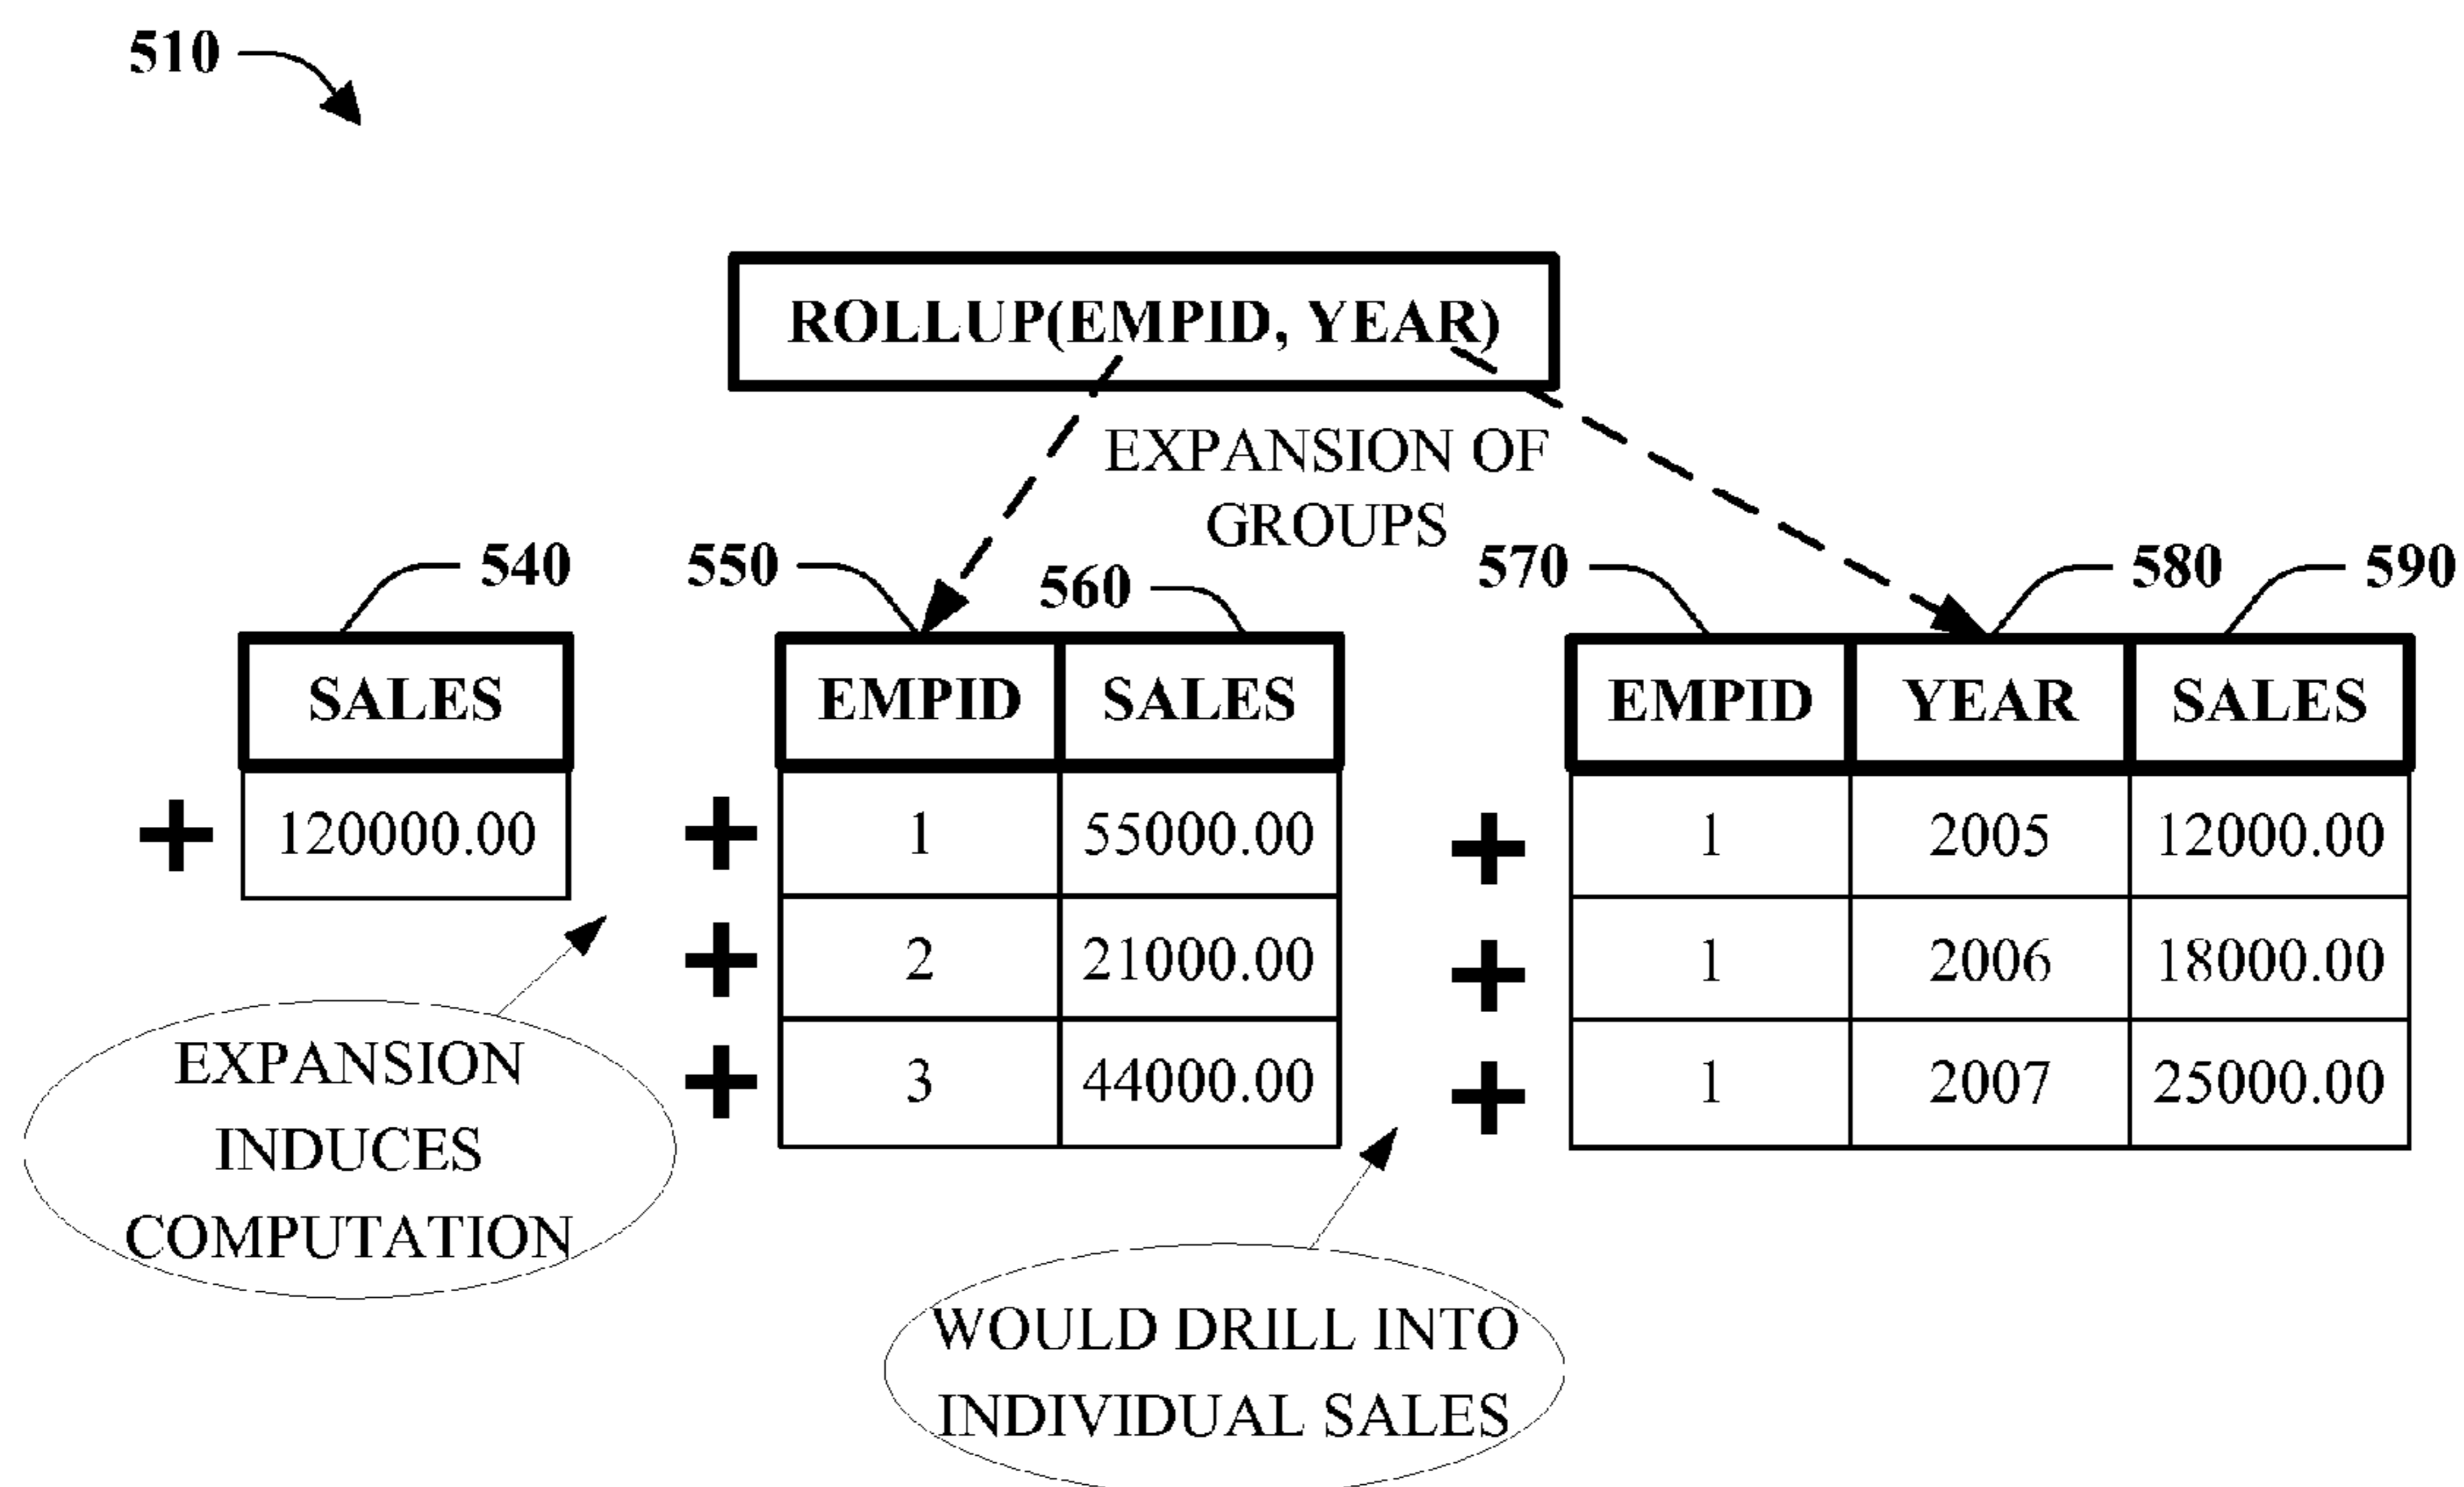 510
ROLLUP(EMPID, YEAR)
EXPANSION OF
GROUPS
540
550
560
570
580
590
SALES
120000.00
EMPID SALES
1 55000.00
2 21000.00
3 44000.00
EMPID YEAR SALES
1 2005 12000.00
1 2006 18000.00
1 2007 25000.00
+
+
+
+
+
+
+
EXPANSION
INDUCES
COMPUTATION
WOULD DRILL INTO
INDIVIDUAL SALES